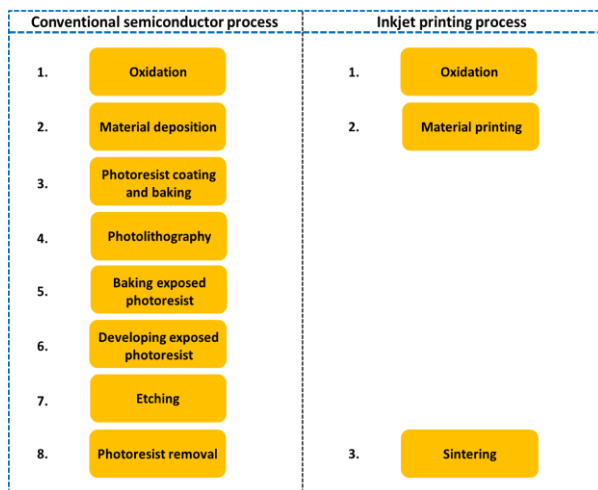 Conventional semiconductor process
Inkjet printing process
1.
Oxidation
1.
Oxidation
2.
Material deposition
2.
Material printing
3.
Photoresist coating
and baking
4.
Photolithography
5.
Baking exposed
photoresist
6.
Developing exposed
photoresist
7.
Etching
8.
Photoresist removal
3.
Sintering